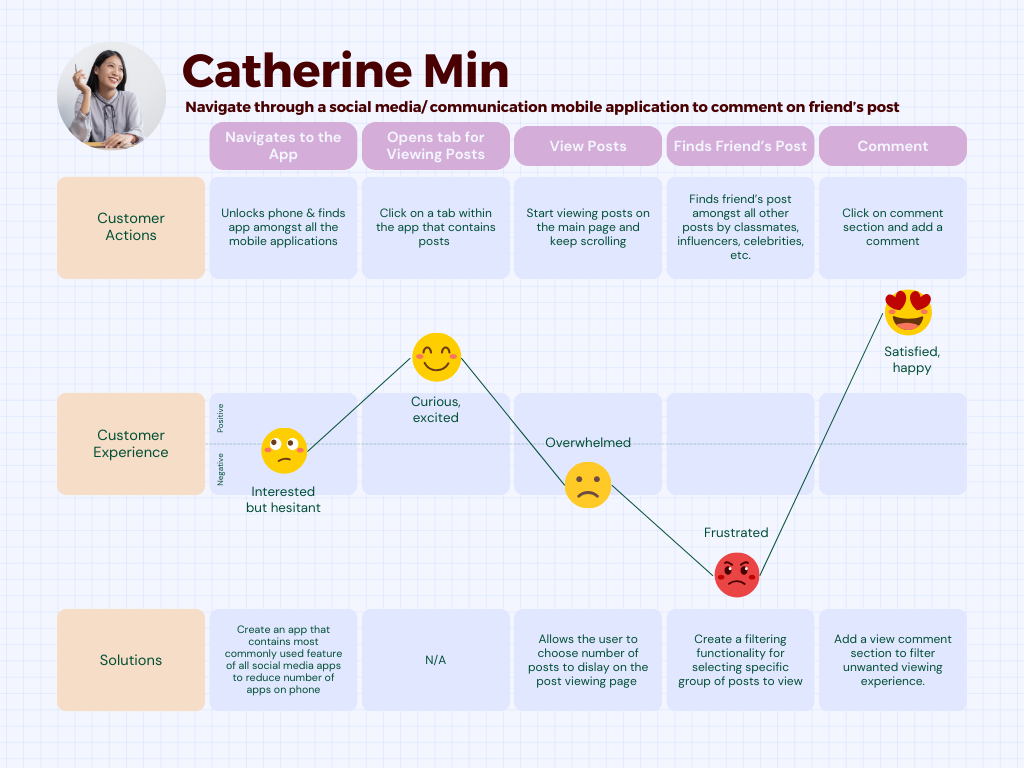 Catherine Min
Navigate through a social media/ communication mobile application to comment on friend's post
Navigates to the
App
Opens tab for
Viewing Posts
View Posts
Finds Friend's Post
Comment
Customer
Actions
Unlocks phone & finds
app amongst all the
mobile applications
Click on a tab within
the app that contains
posts
Start viewing posts on
the main page and
keep scrolling
Finds friend's post
amongst all other
posts by classmates,
influencers, celebrities,
etc.
Click on comment
section and add a
comment
Customer
Experience
Positive
Negative
Interested
but hesitant
Curious,
excited
Overwhelmed
Frustrated
Satisfied,
happy
Solutions
Create an app that
contains most
commonly used feature
of all social media apps
to reduce number of
apps on phone
N/A
Allows the user to
choose number of
posts to dislay on the
post viewing page
Create a filtering
functionality for
selecting specific
group of posts to view
Add a view comment
section to filter
unwanted viewing
experience.